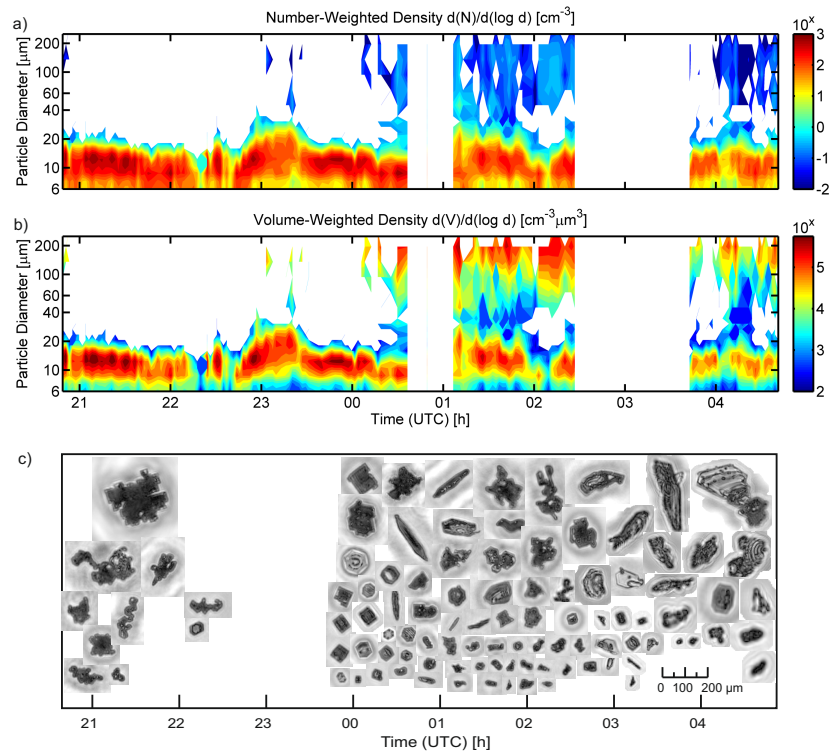 a)
Number-Weighted Density d(N)/d(log d) [cm⁻³]
Particle Diameter [μm]
200
100
60
40
20
10
6
10ˣ
3
2
1
0
-1
-2
b)
Volume-Weighted Density d(V)/d(log d) [cm⁻³μm³]
Particle Diameter [μm]
200
100
60
40
20
10
6
10ˣ
5
4
3
2
21 22 23 00 01 02 03 04
Time (UTC) [h]
c)
0 100 200 μm
21 22 23 00 01 02 03 04
Time (UTC) [h]